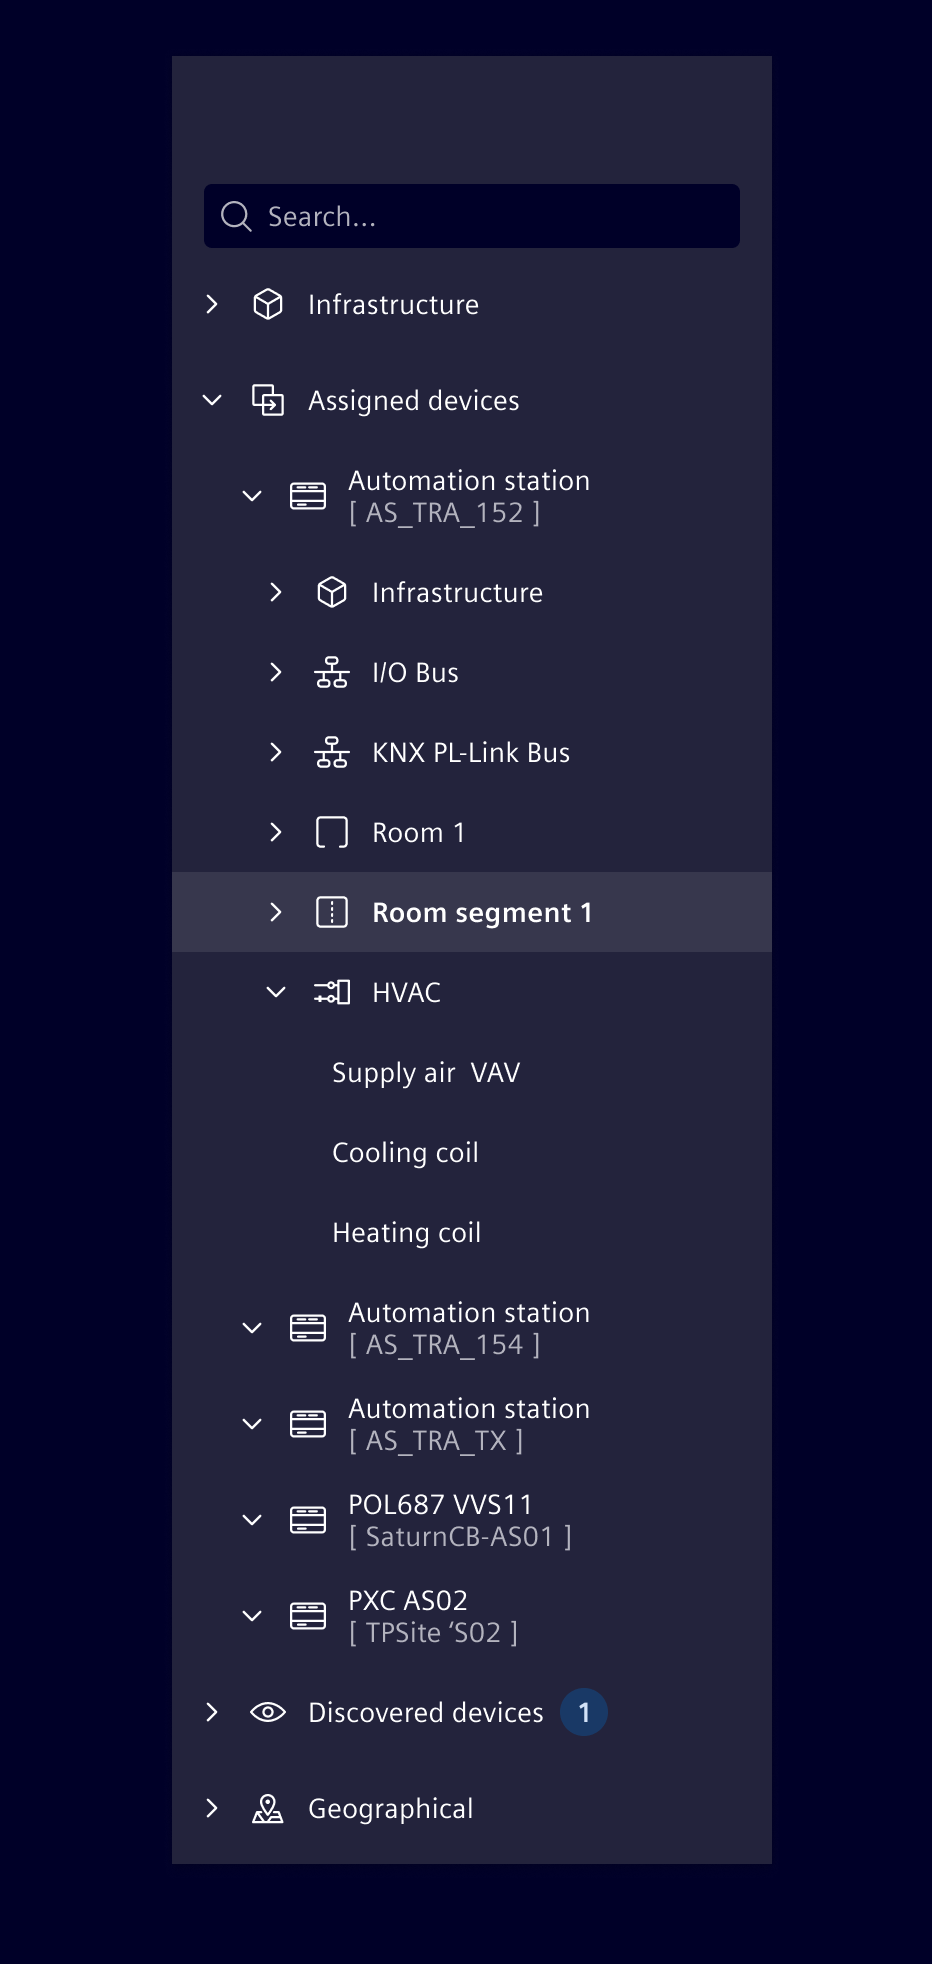 Search...
Infrastructure
Assigned devices
Automation station
[ AS_TRA_152 ]
Infrastructure
I/O Bus
KNX PL-Link Bus
Room 1
Room segment 1
HVAC
Supply air  VAV
Cooling coil
Heating coil
Automation station
[ AS_TRA_154 ]
Automation station
[ AS_TRA_TX ]
POL687 VVS11
[ SaturnCB-AS01 ]
PXC AS02
[ TPSite ‘S02 ]
Discovered devices 1
Geographical